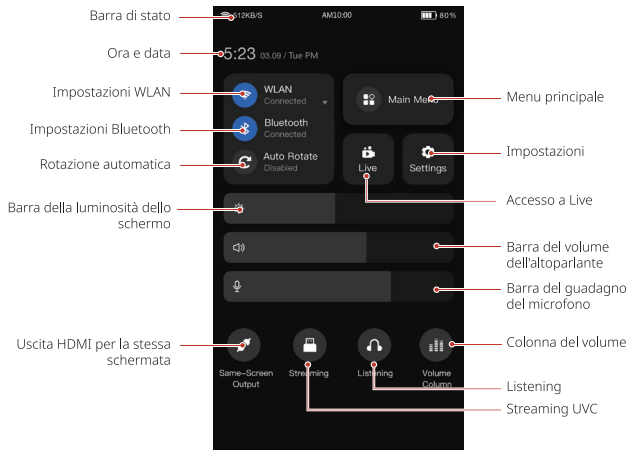 Barra di stato
512KB/S
AM10:00
80%
Ora e data
5:23 03.09 / Tue PM
Impostazioni WLAN
WLAN
Connected
Main Menu
Menu principale
Impostazioni Bluetooth
Bluetooth
Connected
Rotazione automatica
Auto Rotate
Disabled
Live
Settings
Impostazioni
Accesso a Live
Barra della luminosità dello
schermo
Barra del volume
dell'altoparlante
Barra del guadagno
del microfono
Uscita HDMI per la stessa
schermata
Colonna del volume
Same-Screen
Output
Streaming
Listening
Volume
Column
Listening
Streaming UVC